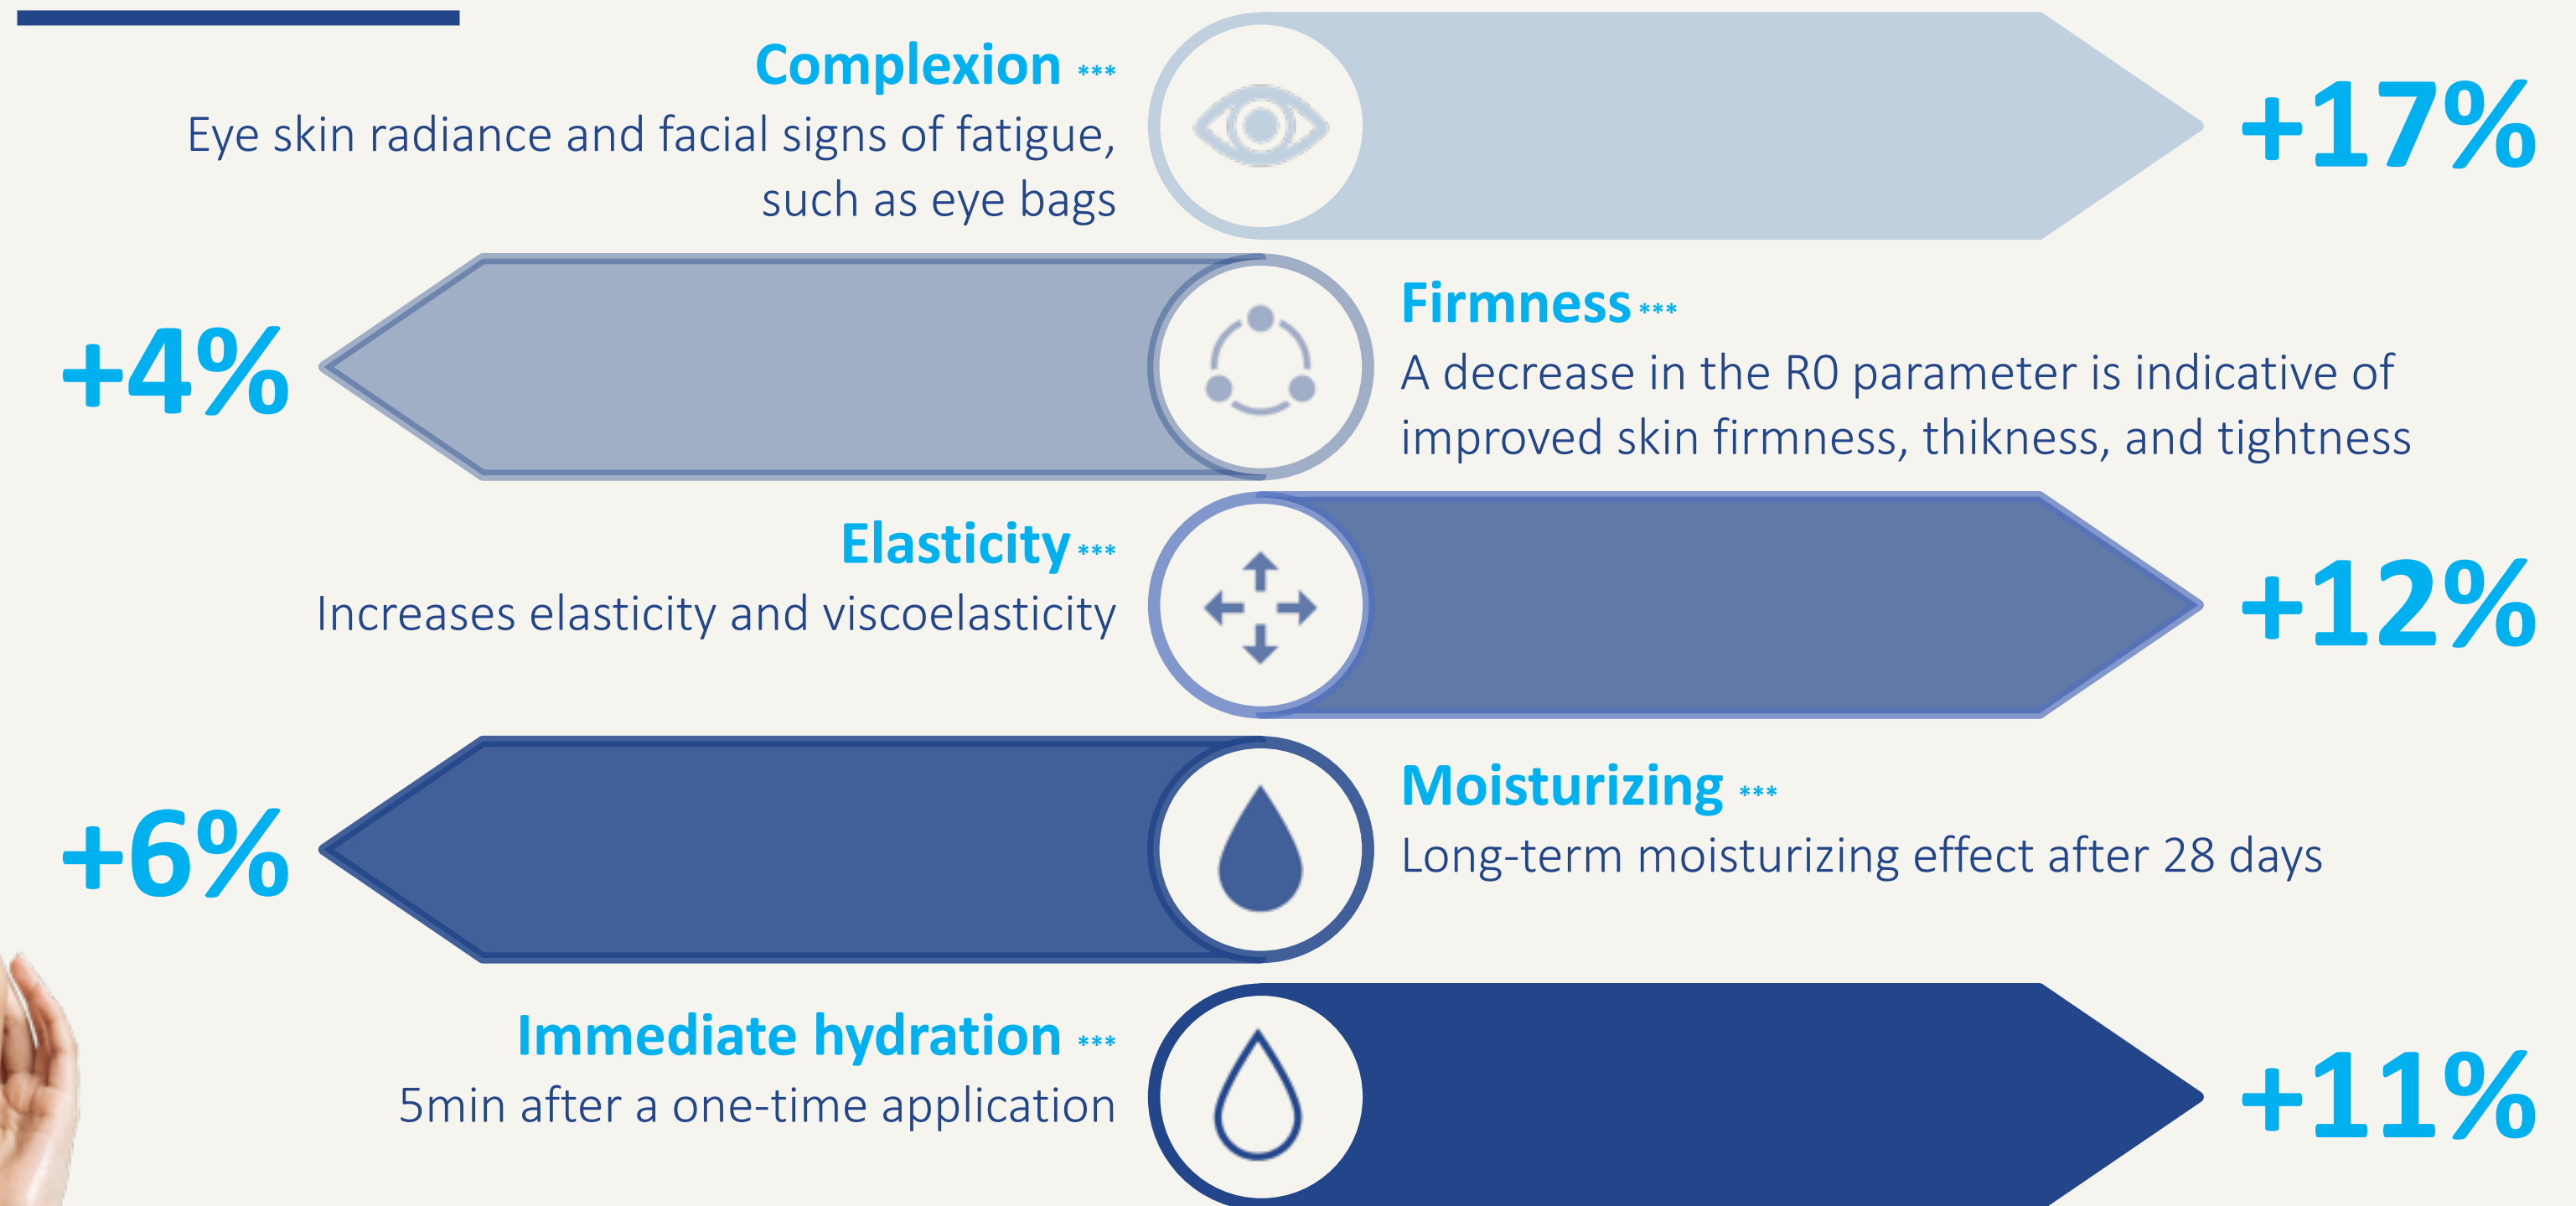 Complexion ***
Eye skin radiance and facial signs of fatigue,
such as eye bags
+17%
+4%
Firmness ***
A decrease in the R0 parameter is indicative of
improved skin firmness, thikness, and tightness
Elasticity ***
Increases elasticity and viscoelasticity
+12%
+6%
Moisturizing ***
Long-term moisturizing effect after 28 days
Immediate hydration ***
5min after a one-time application
+11%